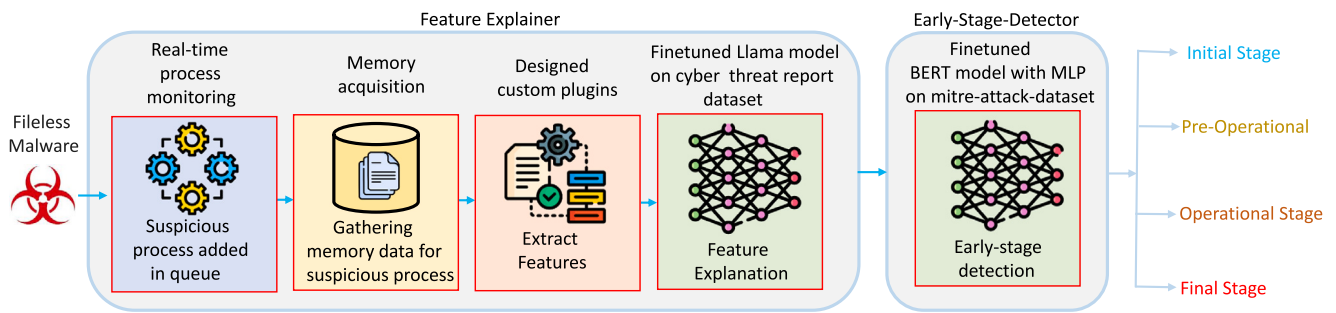 Feature Explainer
Early-Stage-Detector
Fileless
Malware
Real-time
process
monitoring
Suspicious
process added
in queue
Memory
acquisition
Gathering
memory data for
suspicious process
Designed
custom plugins
Extract
Features
Finetuned Llama model
on cyber threat report
dataset
Feature
Explanation
Finetuned
BERT model with MLP
on mitre-attack-dataset
Early-stage
detection
Initial Stage
Pre-Operational
Operational Stage
Final Stage